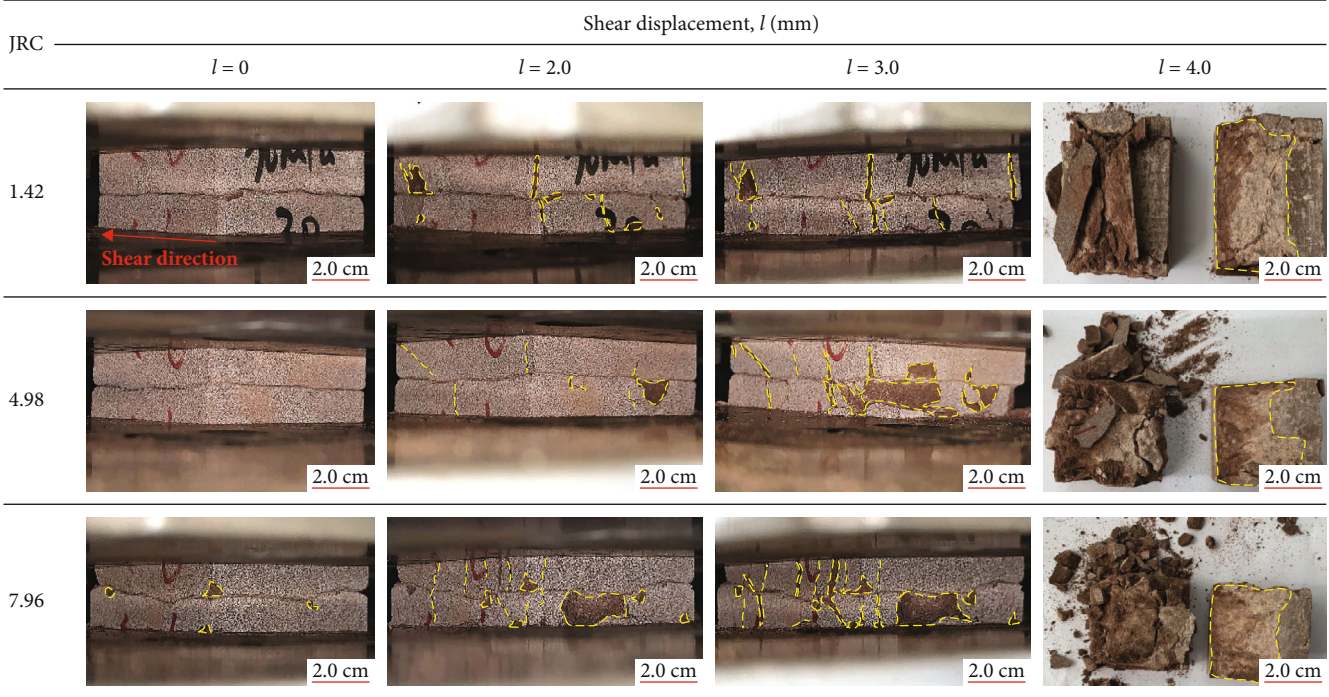 JRC
Shear displacement, l (mm)
l = 0
l = 2.0
l = 3.0
l = 4.0
1.42
Shear direction
20
2.0 cm
2.0 cm
2.0 cm
2.0 cm
4.98
2.0 cm
2.0 cm
2.0 cm
2.0 cm
7.96
2.0 cm
2.0 cm
2.0 cm
2.0 cm